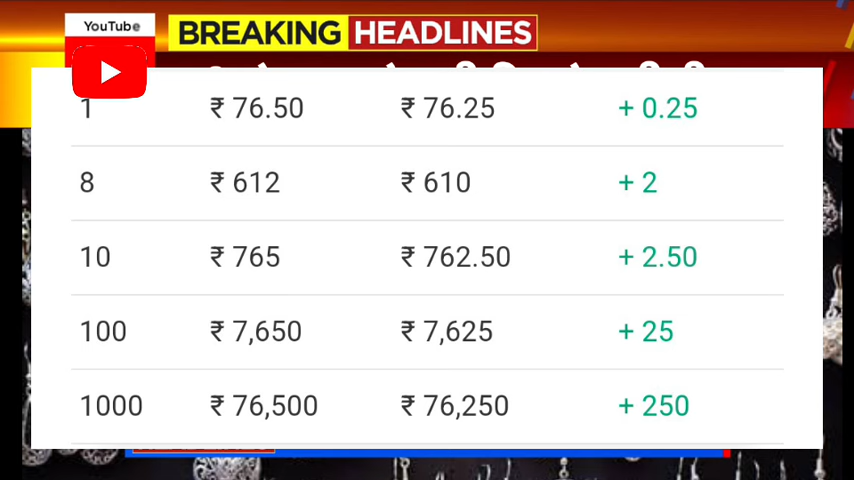 YouTube
BREAKING HEADLINES
1 ₹ 76.50 ₹ 76.25 + 0.25
8 ₹ 612 ₹ 610 + 2
10 ₹ 765 ₹ 762.50 + 2.50
100 ₹ 7,650 ₹ 7,625 + 25
1000 ₹ 76,500 ₹ 76,250 + 250